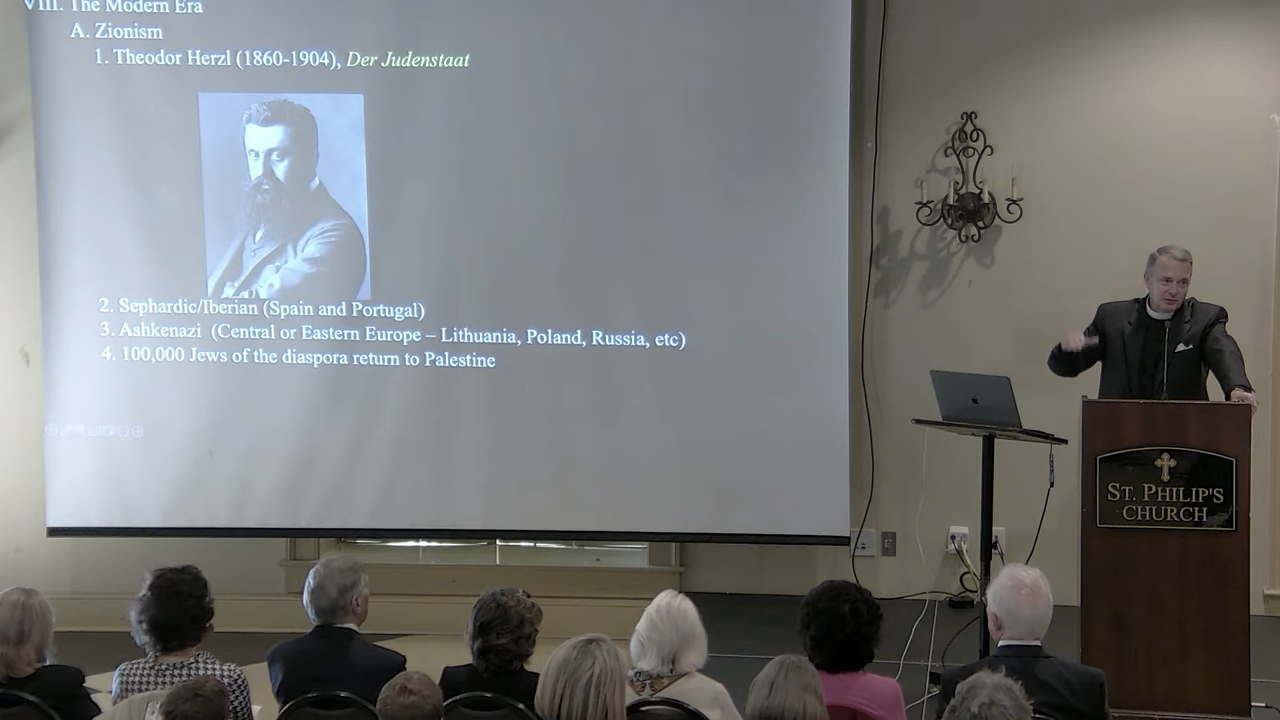 VIII. The Modern Era
A. Zionism
1. Theodor Herzl (1860-1904), Der Judenstaat
2. Sephardic/Iberian (Spain and Portugal)
3. Ashkenazi (Central or Eastern Europe – Lithuania, Poland, Russia, etc)
4. 100,000 Jews of the diaspora return to Palestine
ST. PHILIP'S
CHURCH